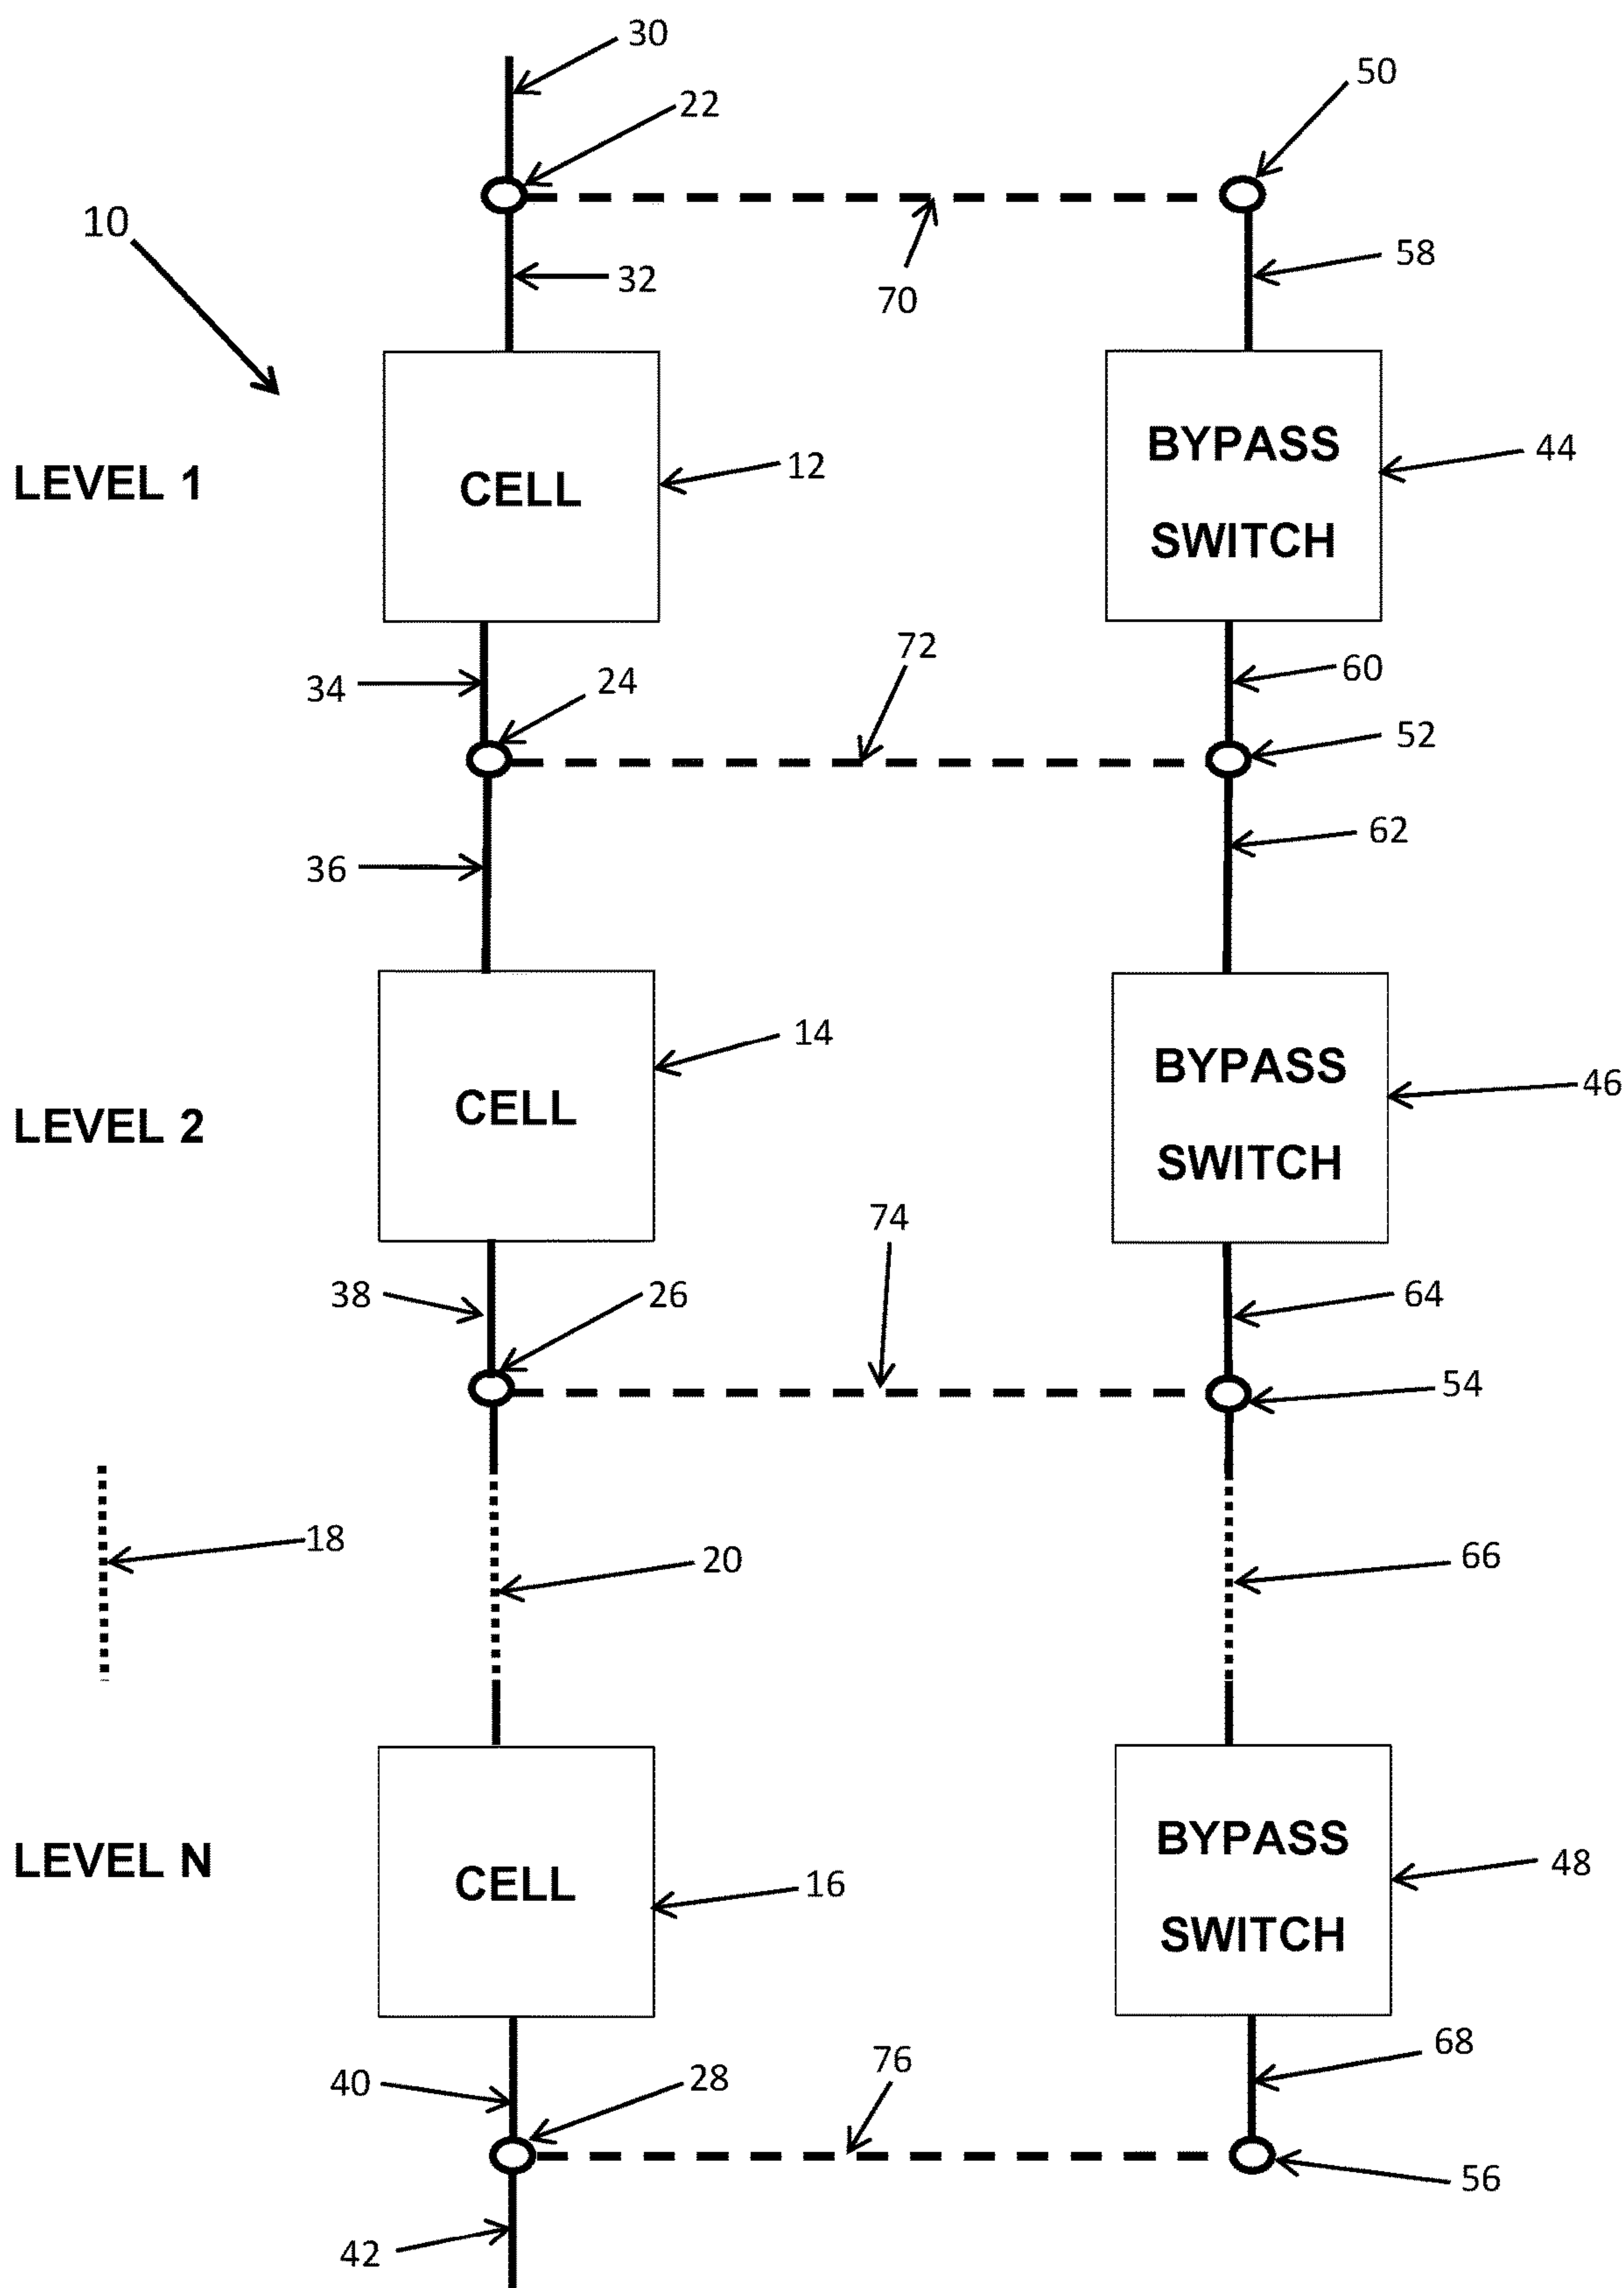 30
50
22
10
58
32
70
BYPASS
44
12
LEVEL 1
CELL
SWITCH
72
60
34
24
52
62
36
14
BYPASS
46
CELL
LEVEL 2
SWITCH
74
38
26
64
54
18
20
66
BYPASS
LEVEL N
48
CELL
16
SWITCH
68
76
40
28
56
42